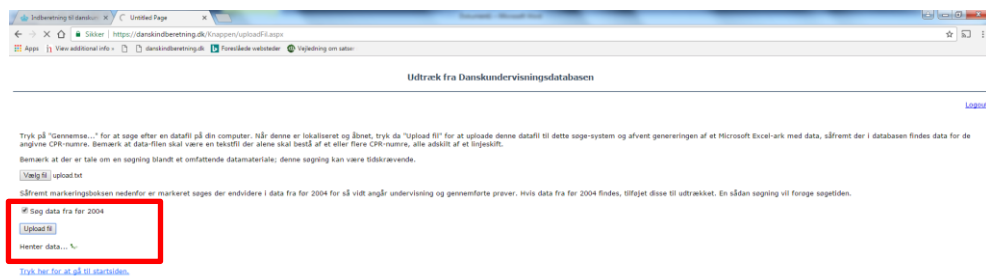 Indberetning til dansku
Untitled Page
Sikker | https://danskindberetning.dk/Knappen/uploadFil.aspx
Apps View additional info danskindberetning.dk Foreslåede websteder Vejledning om satser
Udtræk fra Danskundervisningsdatabasen
Logout
Tryk på "Gennemse..." for at søge efter en datafil på din computer. Når denne er lokaliseret og åbnet, tryk da "Upload fil" for at uploade denne datafil til dette søge-system og afvent genereringen af et Microsoft Excel-ark med data, såfremt der i databasen findes data for de
angivne CPR-numre. Bemærk at data-filen skal være en tekstfil der alene skal bestå af et eller flere CPR-numre, alle adskilt af et linjeskift.
Bemærk at der er tale om en søgning blandt et omfattende datamateriale; denne søgning kan være tidskrævende.
Vælg fil upload.txt
Såfremt markeringsboksen nedenfor er markeret søges der endvidere i data fra før 2004 for så vidt angår undervisning og gennemførte prøver. Hvis data fra før 2004 findes, tilføjet disse til udtrækket. En sådan søgning vil forøge søgetiden.
Søg data fra før 2004
Upload fil
Henter data...
Tryk her for at gå til startsiden.